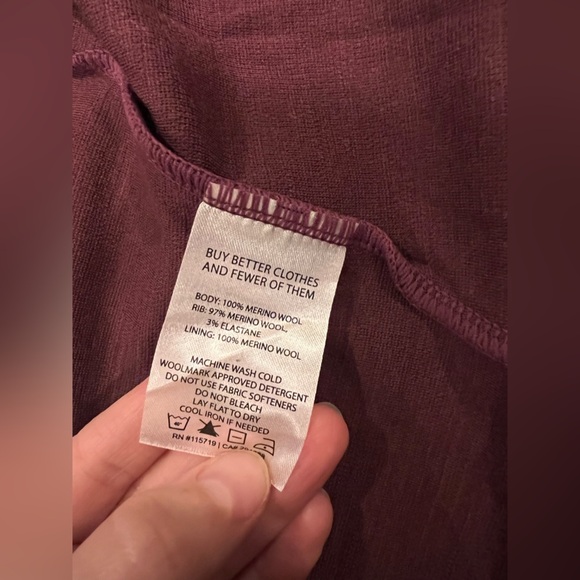 BUY BETTER CLOTHES
AND FEWER OF THEM
BODY: 100% MERINO WOOL
RIB: 97% MERINO WOOL,
3% ELASTANE
LINING: 100% MERINO WOOL
MACHINE WASH COLD
WOOLMARK APPROVED DETERGENT
DO NOT USE FABRIC SOFTENERS
DO NOT BLEACH
LAY FLAT TO DRY
COOL IRON IF NEEDED
RN #115719 | CA#